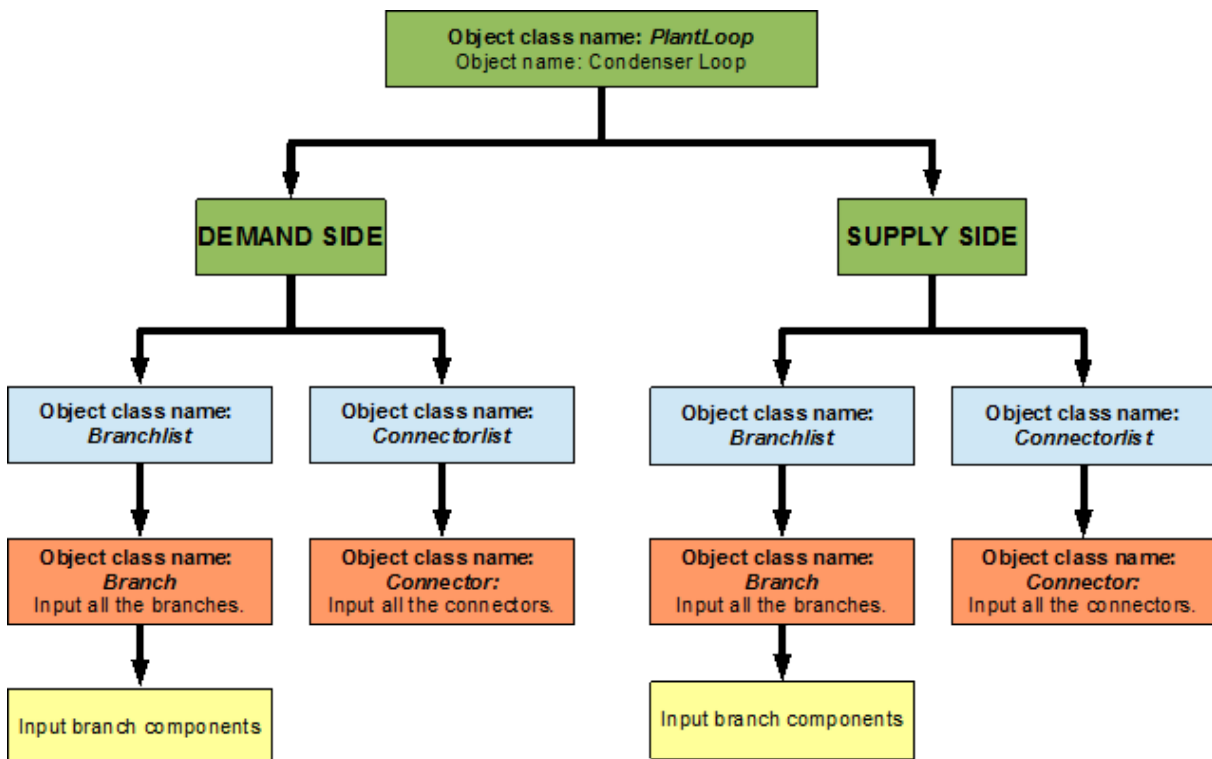 Object class name: PlantLoop
Object name: Condenser Loop
DEMAND SIDE
SUPPLY SIDE
Object class name:
Branchlist
Object class name:
Connectorlist
Object class name:
Branchlist
Object class name:
Connectorlist
Object class name:
Branch
Input all the branches.
Object class name:
Connector:
Input all the connectors.
Object class name:
Branch
Input all the branches.
Object class name:
Connector:
Input all the connectors.
Input branch components
Input branch components